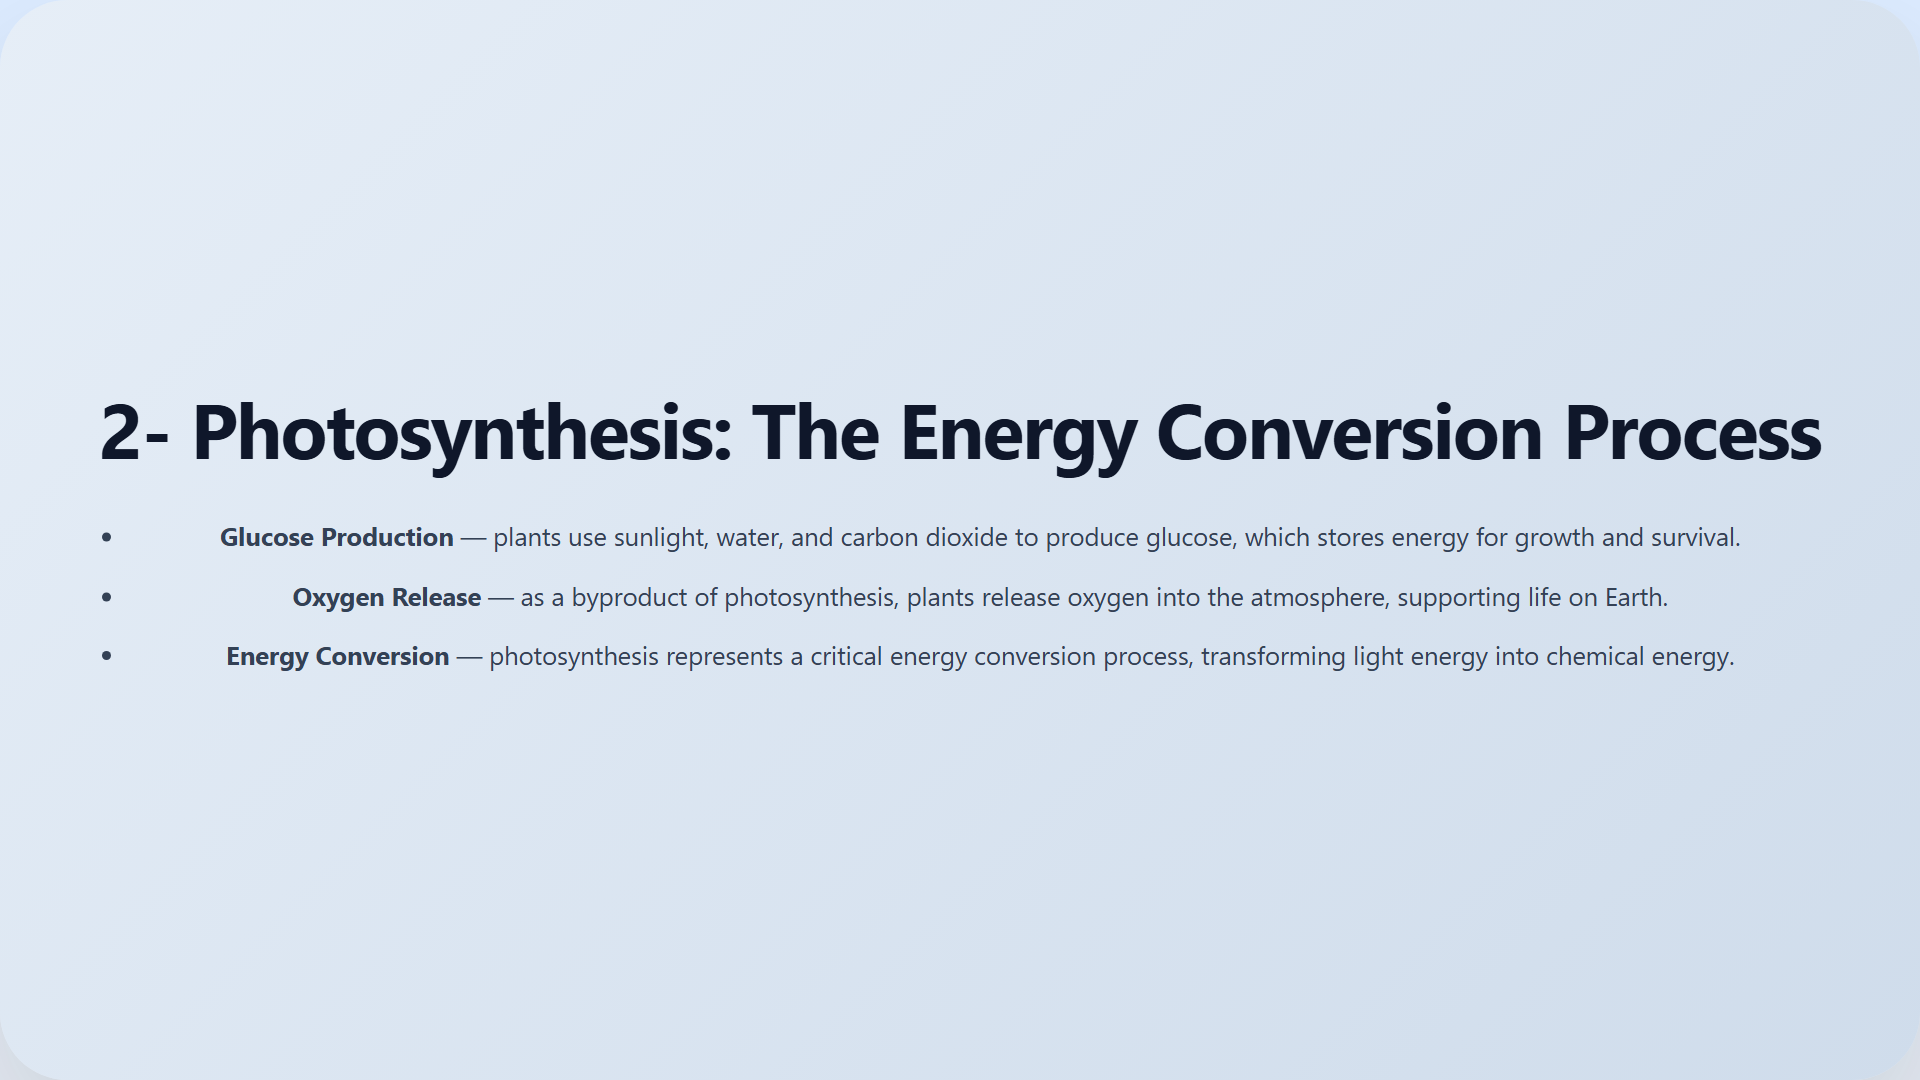 2- Photosynthesis: The Energy Conversion Process
• Glucose Production — plants use sunlight, water, and carbon dioxide to produce glucose, which stores energy for growth and survival.
• Oxygen Release — as a byproduct of photosynthesis, plants release oxygen into the atmosphere, supporting life on Earth.
• Energy Conversion — photosynthesis represents a critical energy conversion process, transforming light energy into chemical energy.